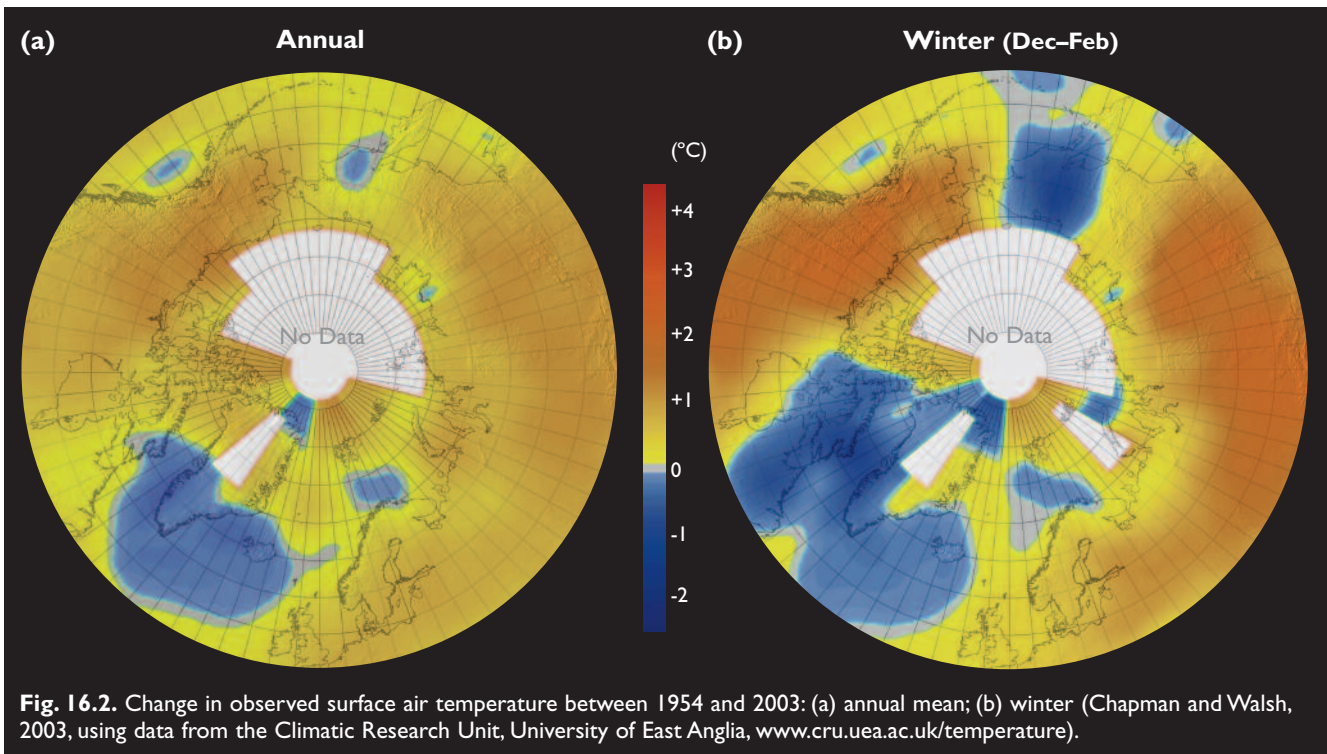 (a)
Annual
(b)
Winter (Dec–Feb)
(ºC)
+4
+3
+2
+1
0
-1
-2
No Data
No Data
Fig. 16.2. Change in observed surface air temperature between 1954 and 2003: (a) annual mean; (b) winter (Chapman and Walsh,
2003, using data from the Climatic Research Unit, University of East Anglia, www.cru.uea.ac.uk/temperature).